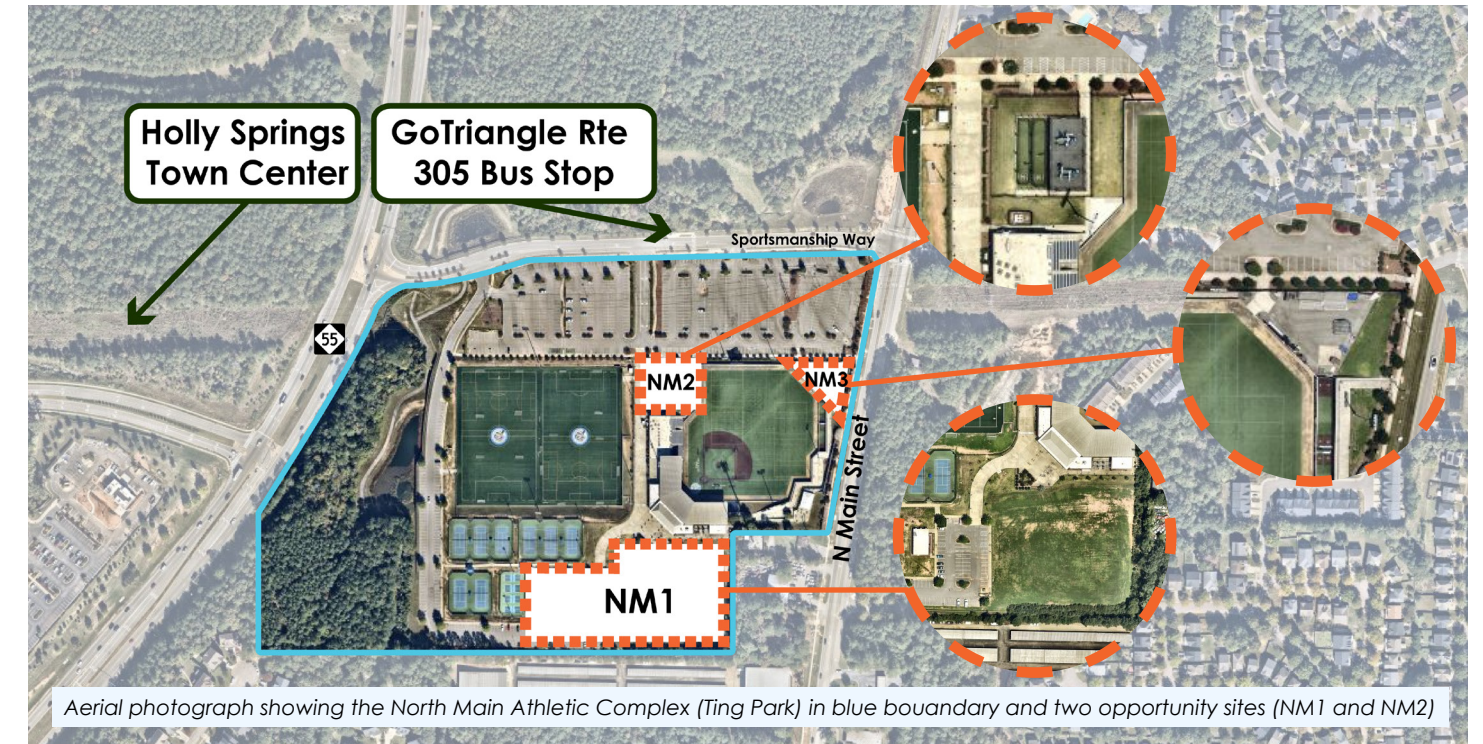 Holly Springs
Town Center
GoTriangle Rte
305 Bus Stop
Sportsmanship Way
55
NM2
NM3
N Main Street
NM1
Aerial photograph showing the North Main Athletic Complex (Ting Park) in blue bouandary and two opportunity sites (NM1 and NM2)